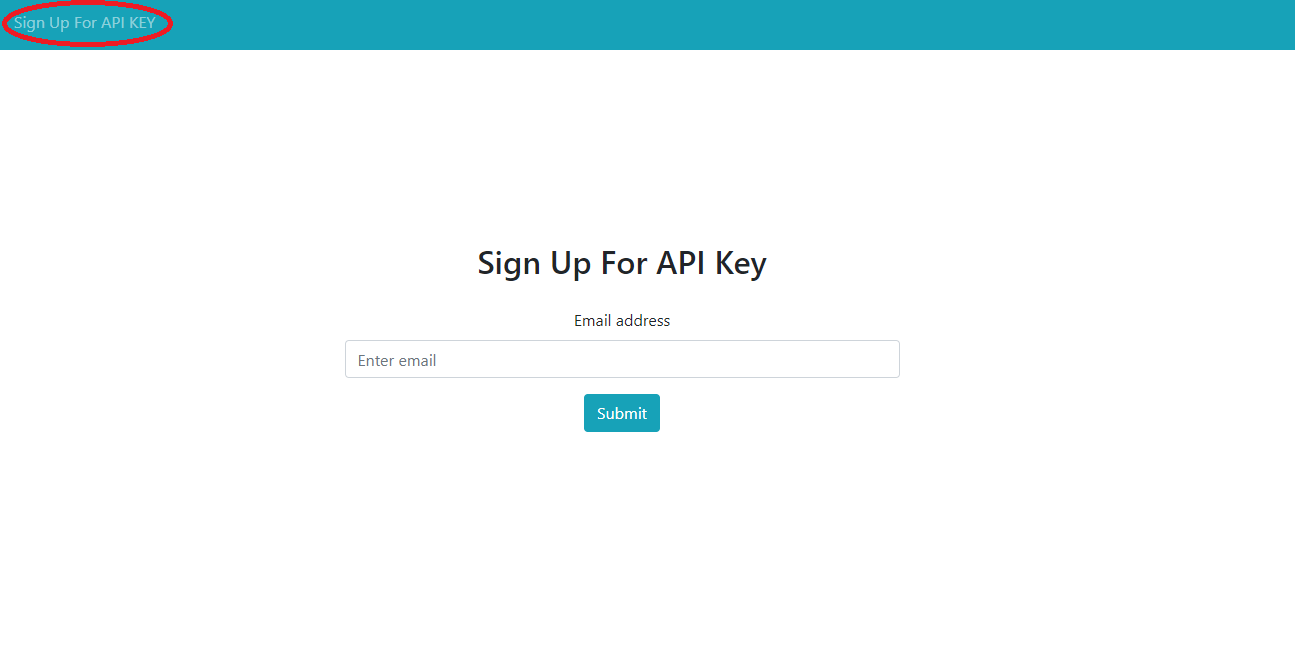 Sign Up For API KEY
Sign Up For API Key
Email address
Enter email
Submit